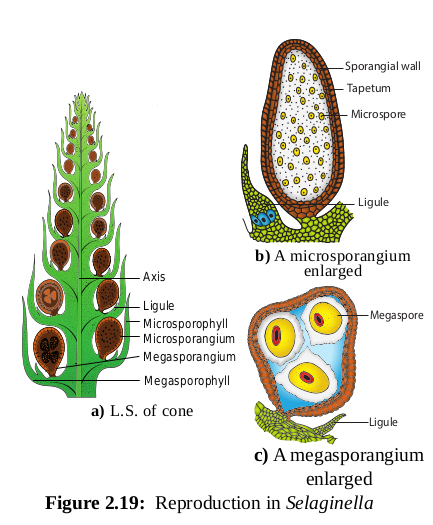 Axis
Ligule
Microsporophyll
Microsporangium
Megasporangium
Megasporophyll
a) L.S. of cone
Sporangial wall
Tapetum
Microspore
Ligule
b) A microsporangium
enlarged
Megaspore
Ligule
c) A megasporangium
enlarged
Figure 2.19: Reproduction in Selaginella